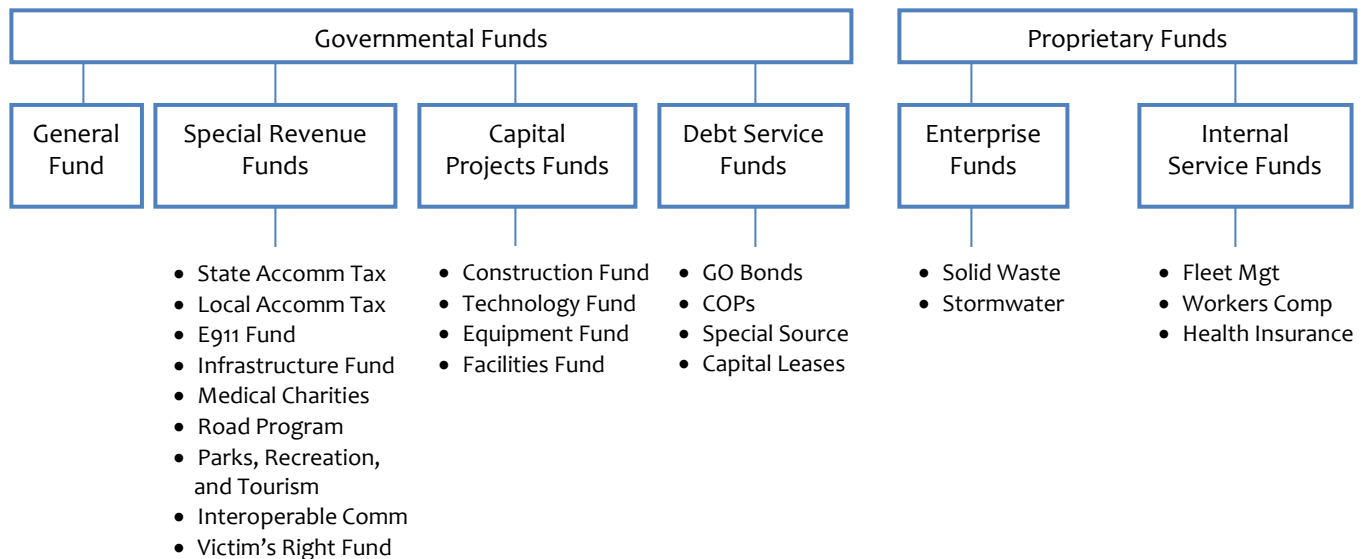 Governmental Funds
Proprietary Funds
General
Fund
Special Revenue
Funds
Capital
Projects Funds
Debt Service
Funds
Enterprise
Funds
Internal
Service Funds
• State Accomm Tax
• Local Accomm Tax
• E911 Fund
• Infrastructure Fund
• Medical Charities
• Road Program
• Parks, Recreation,
and Tourism
• Interoperable Comm
• Victim's Right Fund
• Construction Fund
• Technology Fund
• Equipment Fund
• Facilities Fund
• GO Bonds
• COPs
• Special Source
• Capital Leases
• Solid Waste
• Stormwater
• Fleet Mgt
• Workers Comp
• Health Insurance